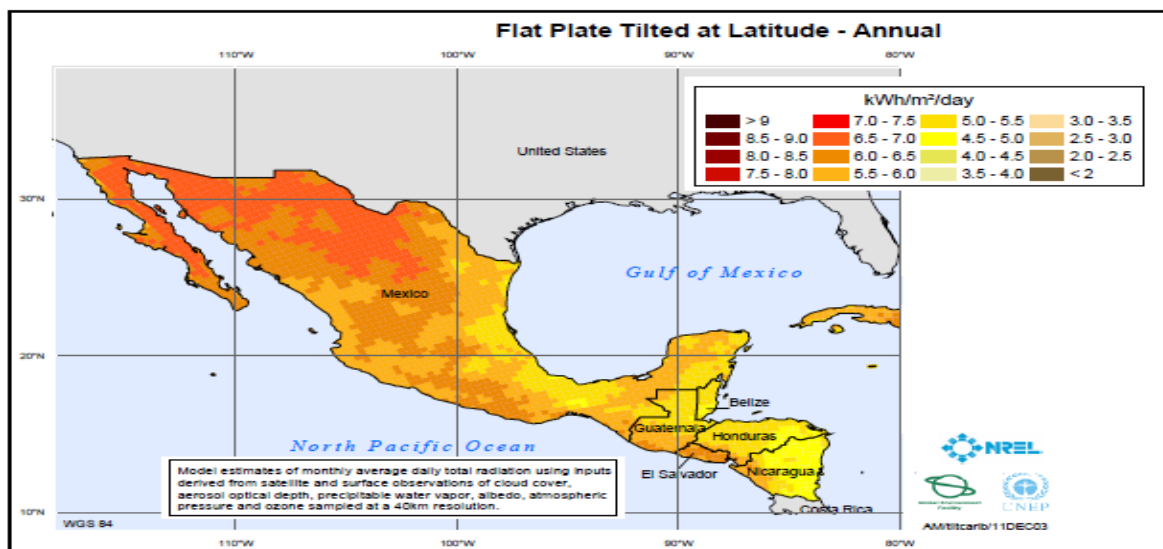 Flat Plate Tilted at Latitude - Annual
110°W 100°W 90°W 80°W
kWh/m²/day
> 9 7.0 - 7.5 5.0 - 5.5 3.0 - 3.5
8.5 - 9.0 6.5 - 7.0 4.5 - 5.0 2.5 - 3.0
8.0 - 8.5 6.0 - 6.5 4.0 - 4.5 2.0 - 2.5
7.5 - 8.0 5.5 - 6.0 3.5 - 4.0 < 2
United States
30°N 30°N
Gulf of Mexico
Mexico
20°N 20°N
Belize
Guatemala
Honduras
North Pacific Ocean
El Salvador
Nicaragua
Model estimates of monthly average daily total radiation using inputs
derived from satellite and surface observations of cloud cover,
aerosol optical depth, precipitable water vapor, albedo, atmospheric
pressure and ozone sampled at a 40km resolution.
NREL
Global Environment
Facility
UNEP
Costa Rica
10°N 10°N
WGS 84
AM/tiltcarib/11DEC03
110°W 100°W 90°W 80°W